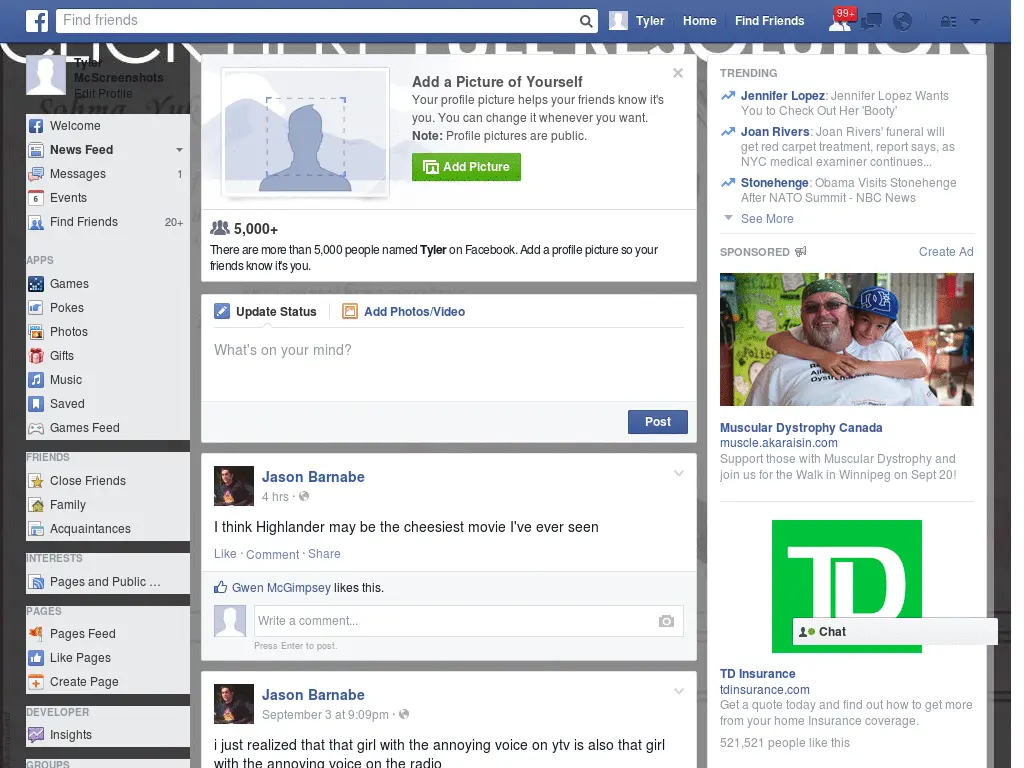 Find friends
Tyler
Home
Find Friends
99+
CLICK HERE FULL RESOLUTION
Tyler
McScreenshots
Edit Profile
Welcome
News Feed
Messages 1
6 Events
Find Friends 20+
APPS
Games
Pokes
Photos
Gifts
Music
Saved
Games Feed
FRIENDS
Close Friends
Family
Acquaintances
INTERESTS
Pages and Public ...
PAGES
Pages Feed
Like Pages
Create Page
DEVELOPER
Insights
GROUPS
Add a Picture of Yourself
Your profile picture helps your friends know it's
you. You can change it whenever you want.
Note: Profile pictures are public.
Add Picture
5,000+
There are more than 5,000 people named Tyler on Facebook. Add a profile picture so your
friends know it's you.
Update Status
Add Photos/Video
What's on your mind?
Post
Jason Barnabe
4 hrs ·
I think Highlander may be the cheesiest movie I've ever seen
Like · Comment · Share
Gwen McGimpsey likes this.
Write a comment...
Press Enter to post.
Jason Barnabe
September 3 at 9:09pm ·
i just realized that that girl with the annoying voice on ytv is also that girl
with the annoying voice on the radio
TRENDING
Jennifer Lopez: Jennifer Lopez Wants
You to Check Out Her 'Booty'
Joan Rivers: Joan Rivers' funeral will
get red carpet treatment, report says, as
NYC medical examiner continues...
Stonehenge: Obama Visits Stonehenge
After NATO Summit - NBC News
See More
SPONSORED
Create Ad
Muscular Dystrophy Canada
muscle.akaraisin.com
Support those with Muscular Dystrophy and
join us for the Walk in Winnipeg on Sept 20!
TD
Chat
TD Insurance
tdinsurance.com
Get a quote today and find out how to get more
from your home Insurance coverage.
521,521 people like this